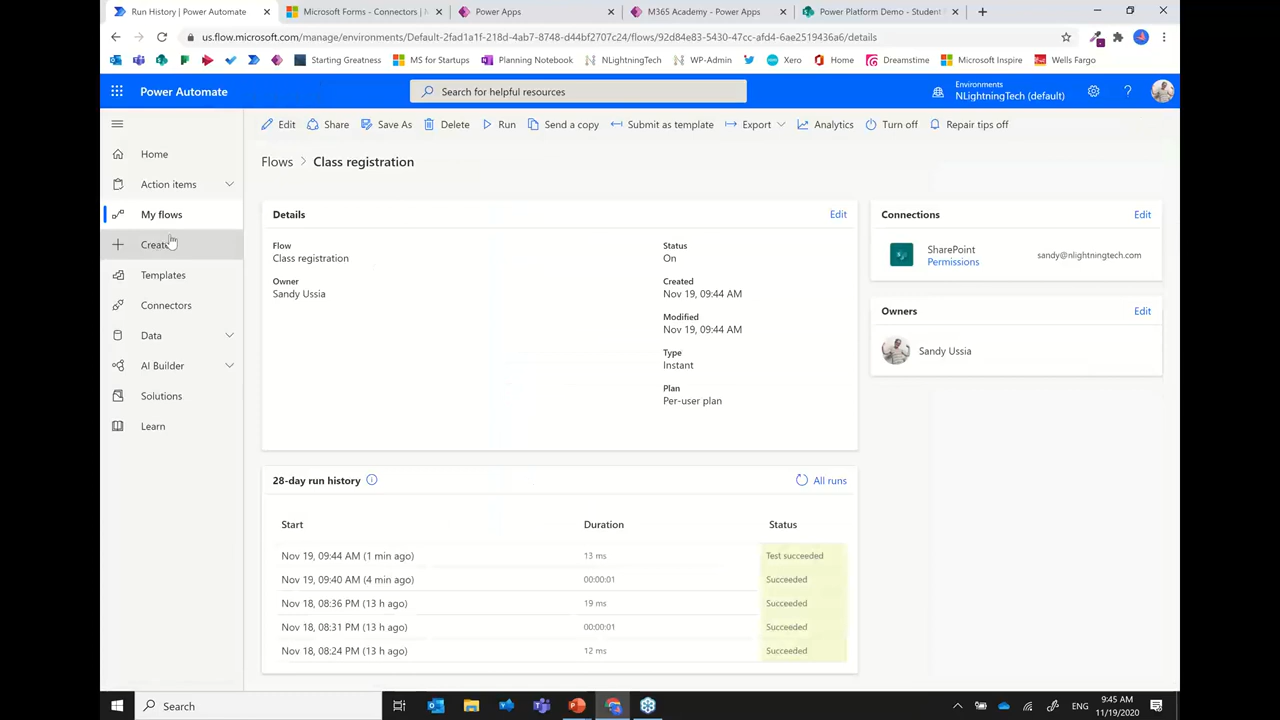 Run History | Power Automate
Microsoft Forms - Connectors | M
Power Apps
M365 Academy - Power Apps
Power Platform Demo - Student
us.flow.microsoft.com/manage/environments/Default-2fad1a1f-218d-4ab7-8748-d44bf2707c24/flows/92d84e83-5430-47cc-afd4-6ae2519436a6/details
Starting Greatness
MS for Startups
Planning Notebook
NLightningTech
WP-Admin
Xero
Home
Dreamstime
Microsoft Inspire
Wells Fargo
Power Automate
Search for helpful resources
Environments
NLightningTech (default)
Edit
Share
Save As
Delete
Run
Send a copy
Submit as template
Export
Analytics
Turn off
Repair tips off
Home
Action items
My flows
Create
Templates
Connectors
Data
AI Builder
Solutions
Learn
Flows > Class registration
Details
Edit
Flow
Class registration
Owner
Sandy Ussia
Status
On
Created
Nov 19, 09:44 AM
Modified
Nov 19, 09:44 AM
Type
Instant
Plan
Per-user plan
Connections
Edit
SharePoint
Permissions
sandy@nlightningtech.com
Owners
Edit
Sandy Ussia
28-day run history
All runs
Start Duration Status
Nov 19, 09:44 AM (1 min ago) 13 ms Test succeeded
Nov 19, 09:40 AM (4 min ago) 00:00:01 Succeeded
Nov 18, 08:36 PM (13 h ago) 19 ms Succeeded
Nov 18, 08:31 PM (13 h ago) 00:00:01 Succeeded
Nov 18, 08:24 PM (13 h ago) 12 ms Succeeded
Search
ENG
9:45 AM
11/19/2020